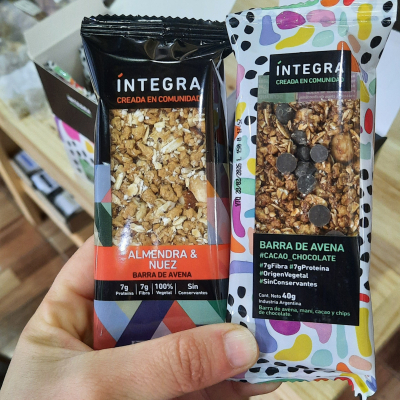 ÍNTEGRA
CREADA EN COMUNIDAD
ALMENDRA &
NUEZ
BARRA DE AVENA
7g Proteína
7g Fibra
100% Vegetal
Sin Conservantes
ÍNTEGRA
CREADA EN COMUNIDAD
BARRA DE AVENA
#CACAO_CHOCOLATE
#7gFibra #7gProteína
#OrigenVegetal
#SinConservantes
Cont. Neto 40g
Industria Argentina
Barra de avena, maní, cacao y chips
de chocolate.